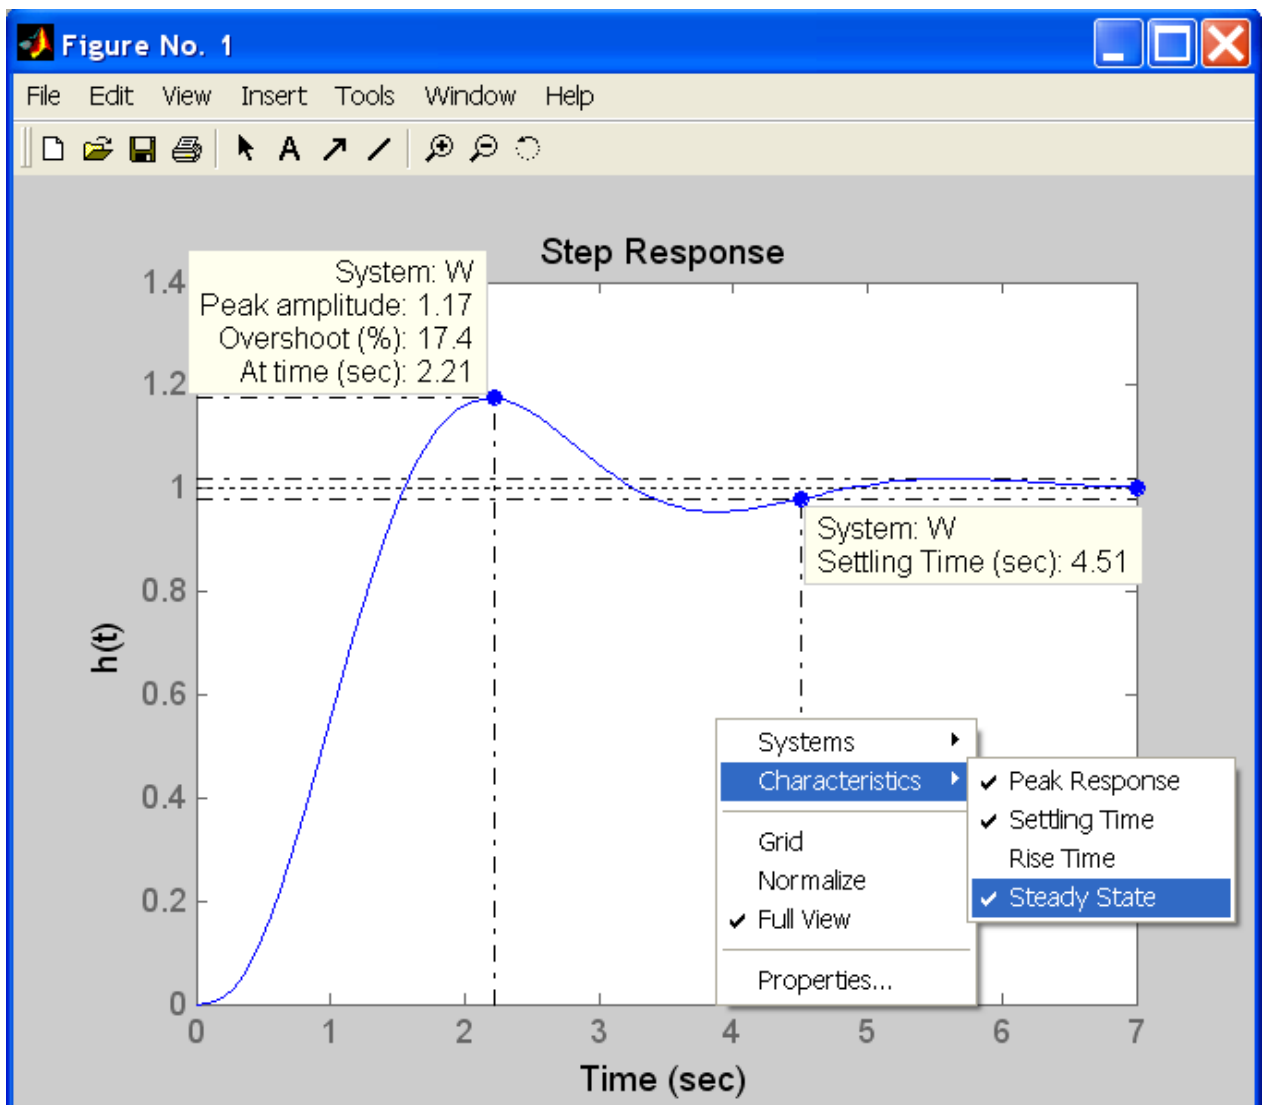 Figure No. 1
File Edit View Insert Tools Window Help
A
Step Response
System: W
Peak amplitude: 1.17
Overshoot (%): 17.4
At time (sec): 2.21
1.4
1.2
1
0.8
0.6
0.4
0.2
0
h(t)
System: W
Settling Time (sec): 4.51
Systems
Characteristics
Grid
Normalize
Full View
Properties...
Peak Response
Settling Time
Rise Time
Steady State
0 1 2 3 4 5 6 7
Time (sec)